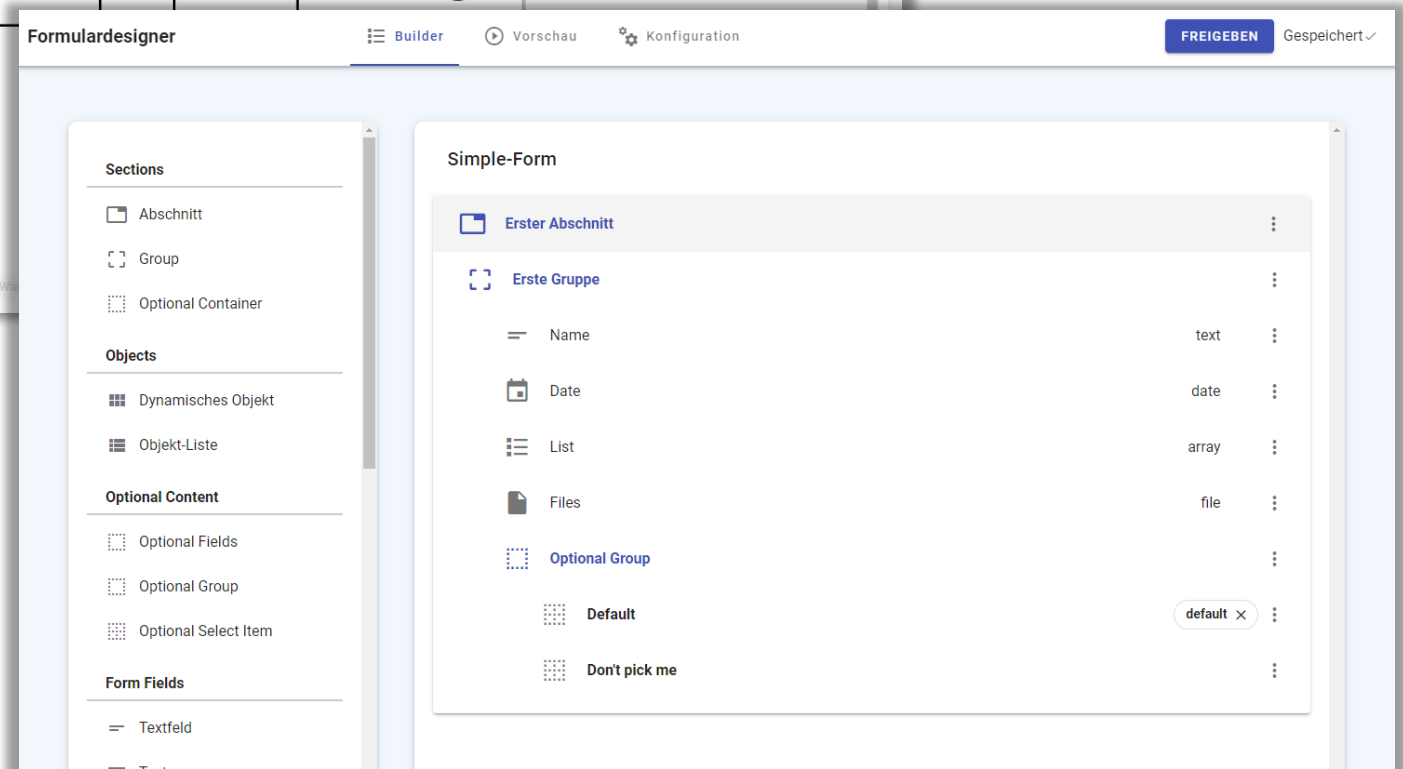 Formulardesigner
Builder
Vorschau
Konfiguration
FREIGEBEN
Gespeichert
Sections
Abschnitt
Group
Optional Container
Objects
Dynamisches Objekt
Objekt-Liste
Optional Content
Optional Fields
Optional Group
Optional Select Item
Form Fields
Textfeld
Simple-Form
Erster Abschnitt
Erste Gruppe
Name text
Date date
List array
Files file
Optional Group
Default default
Don't pick me